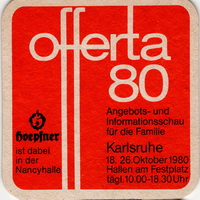 offerta
80
Angebots- und
Informationsschau
für die Familie
Hoepfner
ist dabei
in der
Nancyhalle
Karlsruhe
18. 26. Oktober 1980
Hallen am Festplatz
tägl. 10.00-18.30 Uhr